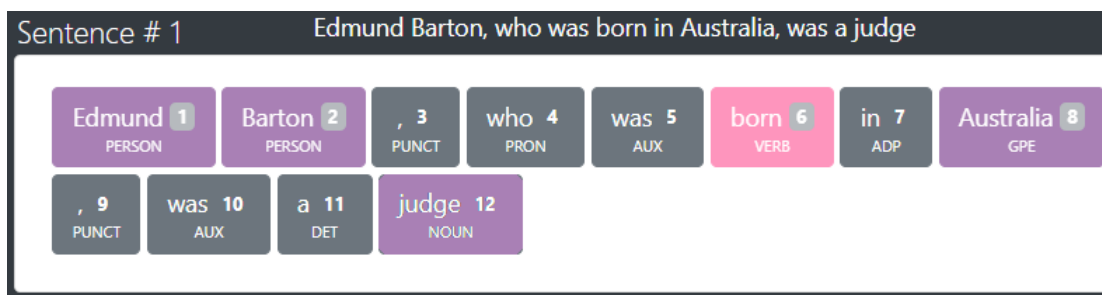 Sentence # 1
Edmund Barton, who was born in Australia, was a judge
Edmund 1 Barton 2 , 3 who 4 was 5 born 6 in 7 Australia 8
PERSON PERSON PUNCT PRON AUX VERB ADP GPE
, 9 was 10 a 11 judge 12
PUNCT AUX DET NOUN